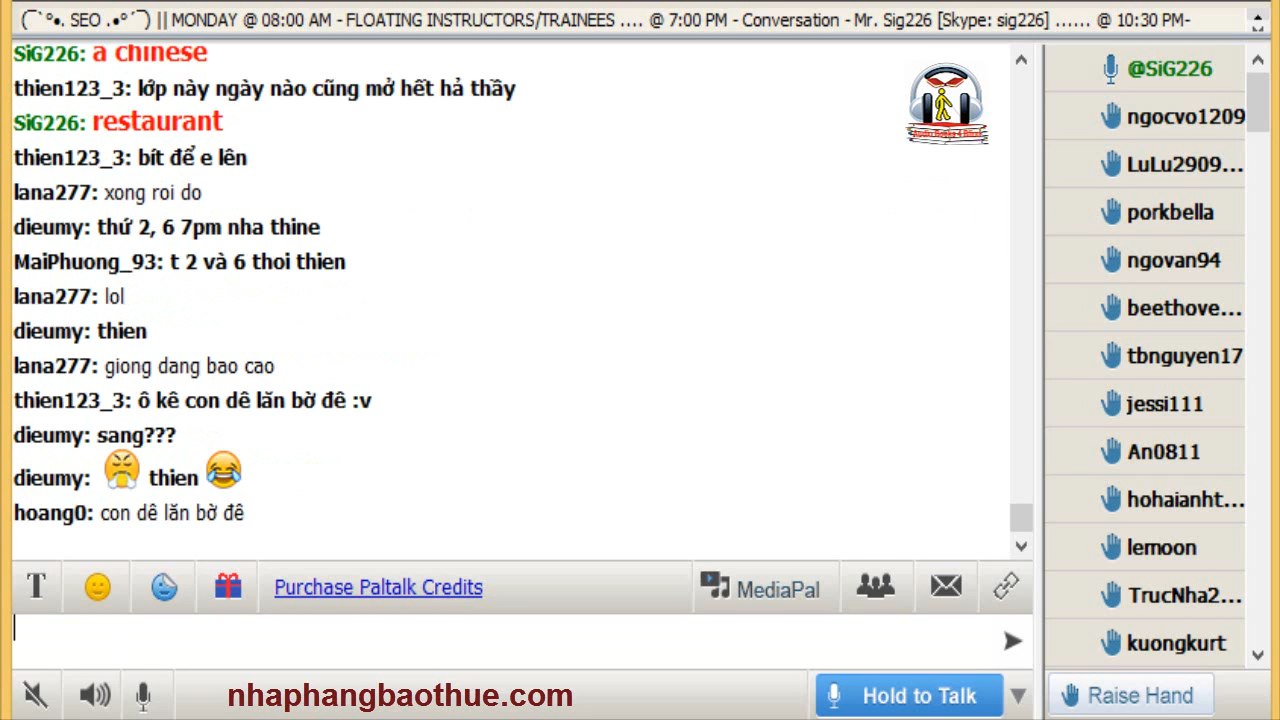 (¯`°•. SEO .•°´¯) || MONDAY @ 08:00 AM - FLOATING INSTRUCTORS/TRAINEES .... @ 7:00 PM - Conversation - Mr. Sig226 [Skype: sig226] ...... @ 10:30 PM-
SiG226: a chinese
thien123_3: lớp này ngày nào cũng mở hết hả thầy
SiG226: restaurant
thien123_3: bít để e lên
lana277: xong roi do
dieumy: thứ 2, 6 7pm nha thine
MaiPhuong_93: t 2 và 6 thoi thien
lana277: lol
dieumy: thien
lana277: giong dang bao cao
thien123_3: ô kê con dê lăn bờ đê :v
dieumy: sang???
dieumy: 😤 thien 😂
hoang0: con dê lăn bờ đê
@SiG226
ngocvo1209
LuLu2909...
porkbella
ngovan94
beethove...
tbnguyen17
jessi111
An0811
hohaianht...
lemoon
TrucNha2...
kuongkurt
T
Purchase Paltalk Credits
MediaPal
nhaphangbaothue.com
Hold to Talk
Raise Hand